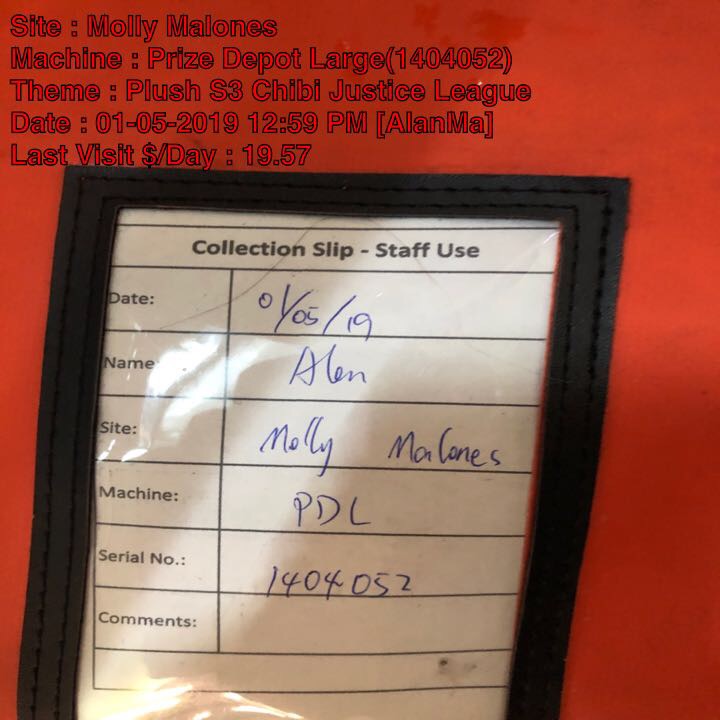 Site : Molly Malones
Machine : Prize Depot Large(1404052)
Theme : Plush S3 Chibi Justice League
Date : 01-05-2019 12:59 PM [AlanMa]
Last Visit $/Day : 19.57
Collection Slip - Staff Use
Date: 01/05/19
Name Alan
Site: Molly Malones
Machine: PDL
Serial No.: 1404052
Comments: